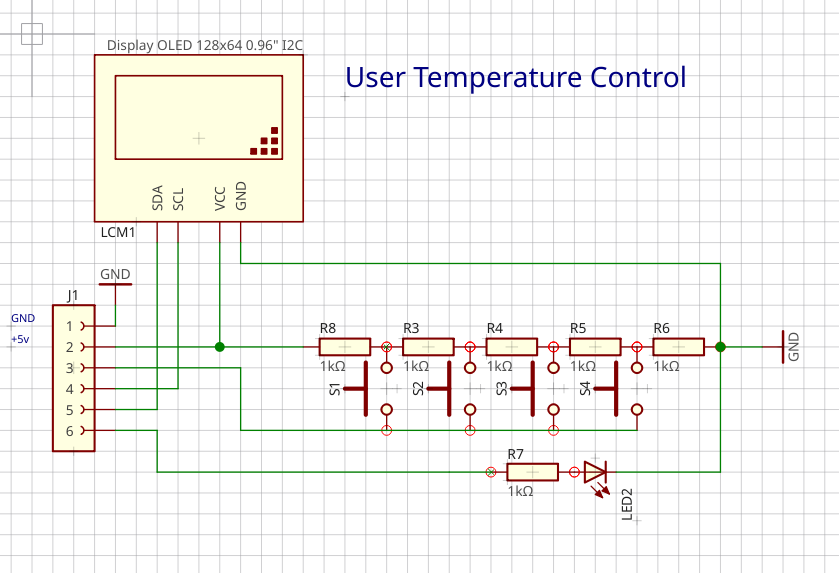 Display OLED 128x64 0.96" I2C
User Temperature Control
SDA
SCL
VCC
GND
LCM1
GND
J1
GND
+5v
1
2
3
4
5
6
R8
R3
R4
R5
R6
1kΩ
1kΩ
1kΩ
1kΩ
1kΩ
GND
S1
S2
S3
S4
R7
1kΩ
LED2